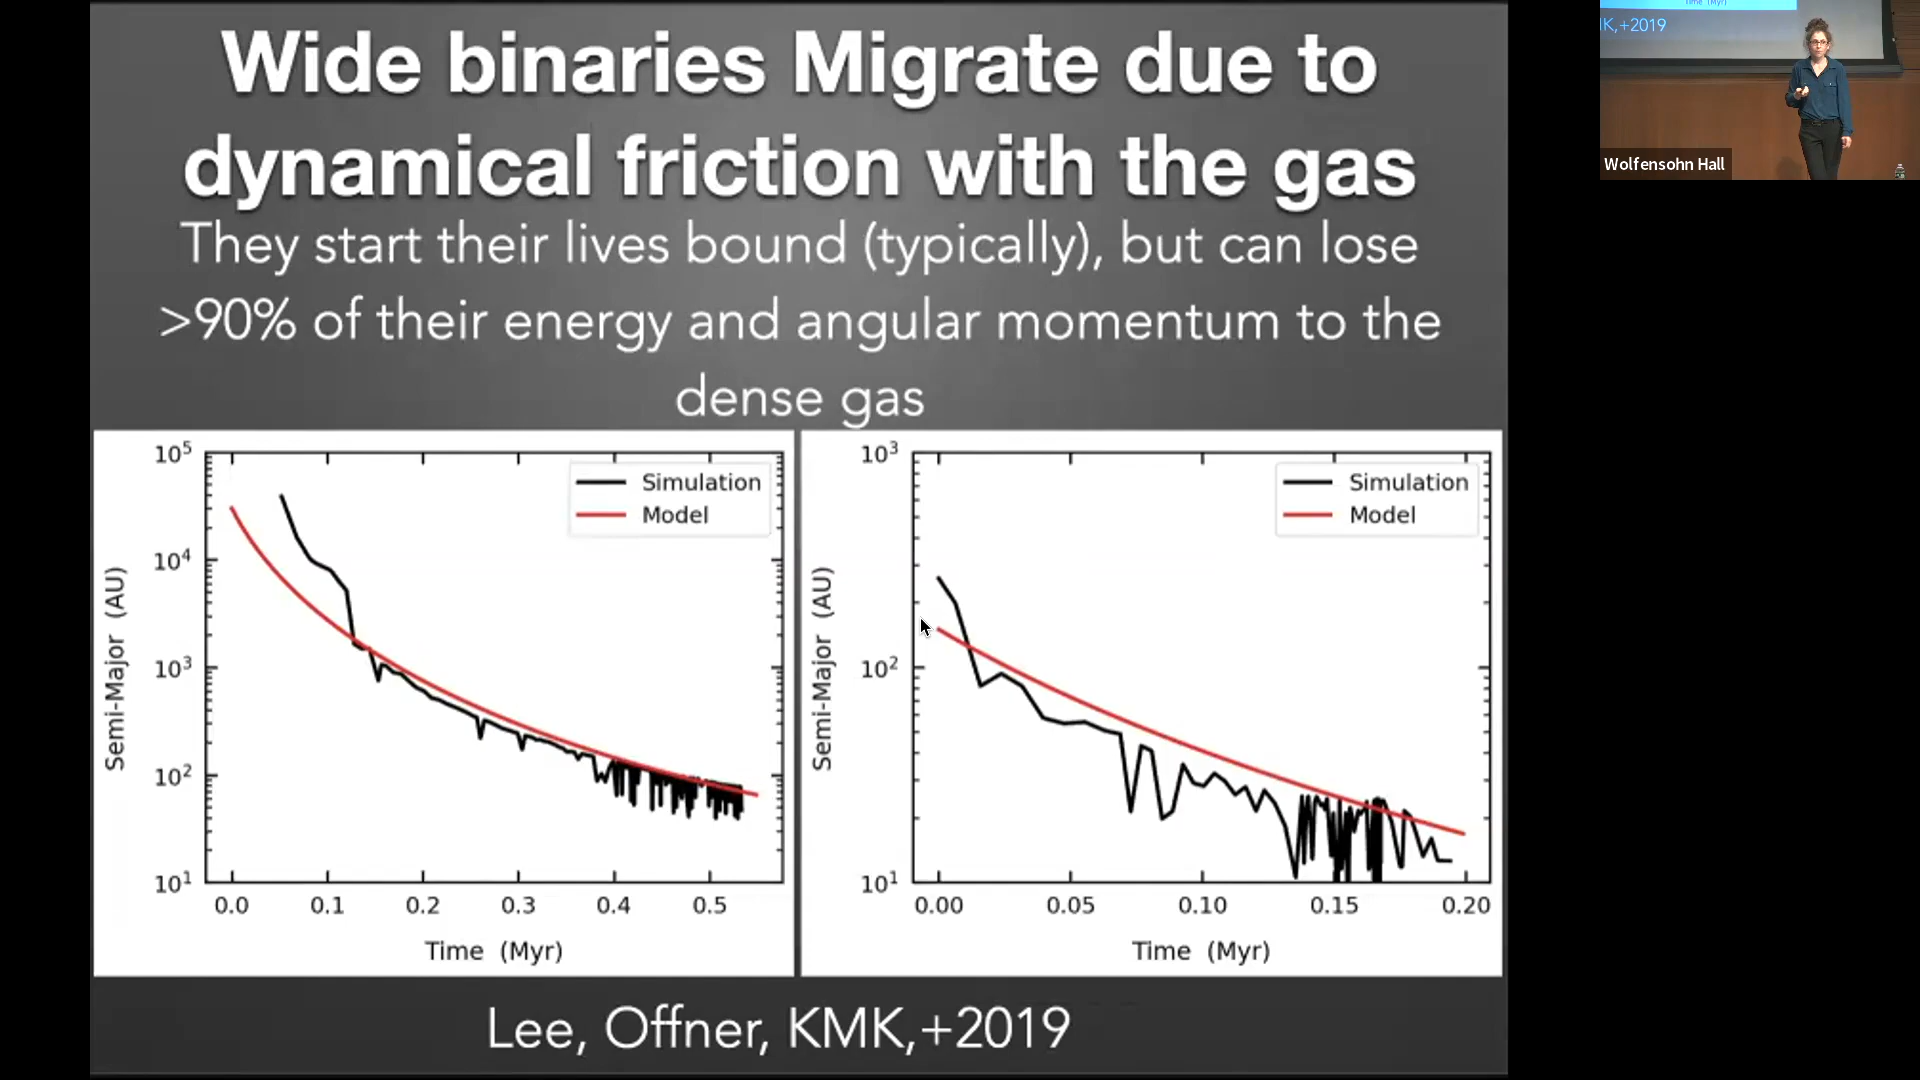 Wide binaries Migrate due to
dynamical friction with the gas
They start their lives bound (typically), but can lose
>90% of their energy and angular momentum to the
dense gas
10⁵
10⁴
10³
10²
10¹
Semi-Major (AU)
Simulation
Model
0.0 0.1 0.2 0.3 0.4 0.5
Time (Myr)
10³
10²
10¹
Semi-Major (AU)
Simulation
Model
0.00 0.05 0.10 0.15 0.20
Time (Myr)
Lee, Offner, KMK,+2019
Time (Myr)
K,+2019
Wolfensohn Hall